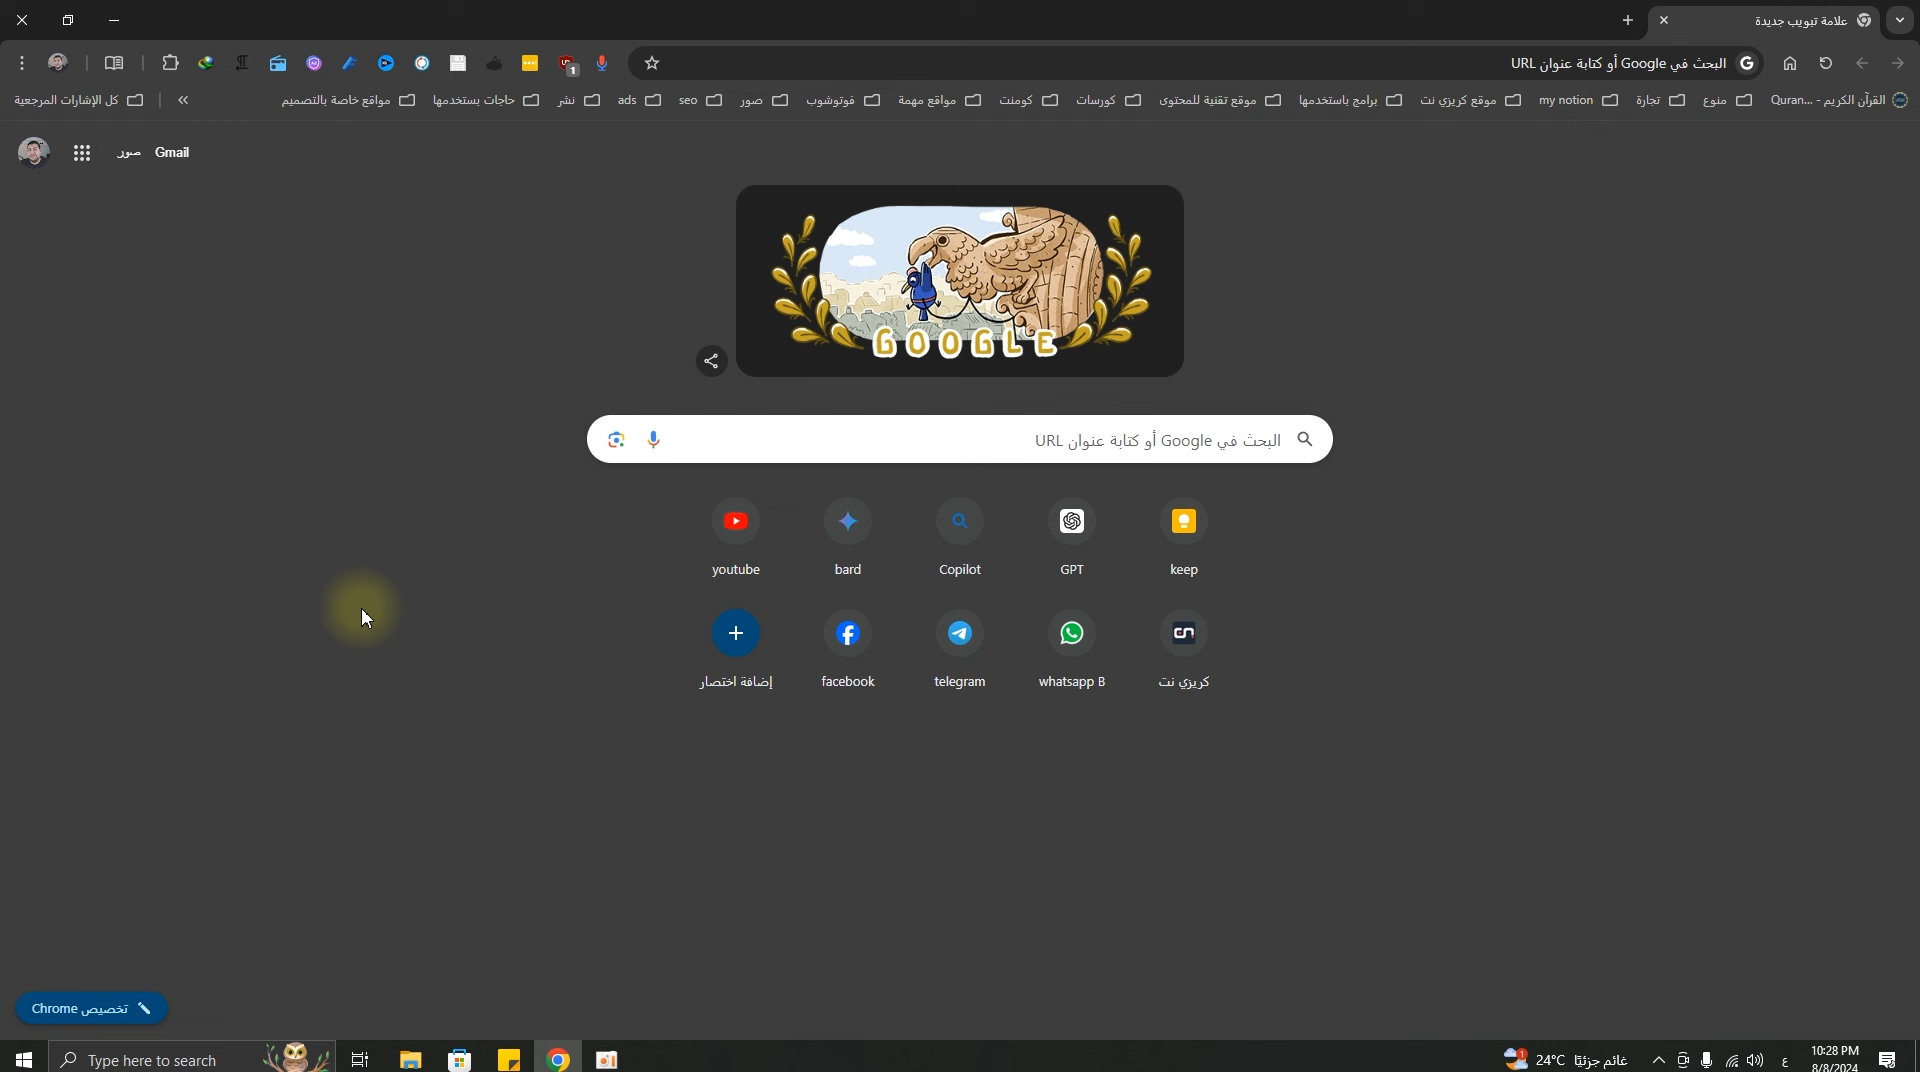 علامة تبويب جديدة
البحث في Google أو كتابة عنوان URL
1
القرآن الكريم - ...Quran
منوع
تجارة
my notion
موقع كريزي نت
برامج باستخدمها
موقع تقنية للمحتوى
كورسات
كومنت
مواقع مهمة
فوتوشوب
صور
seo
ads
نشر
حاجات بستخدمها
مواقع خاصة بالتصميم
كل الإشارات المرجعية
Gmail
صور
GOOGLE
البحث في Google أو كتابة عنوان URL
keep
GPT
Copilot
bard
youtube
كريزي نت
whatsapp B
telegram
facebook
إضافة اختصار
تخصيص Chrome
Type here to search
1
24°C غائم جزئيًا
ع
10:28 PM
8/8/2024